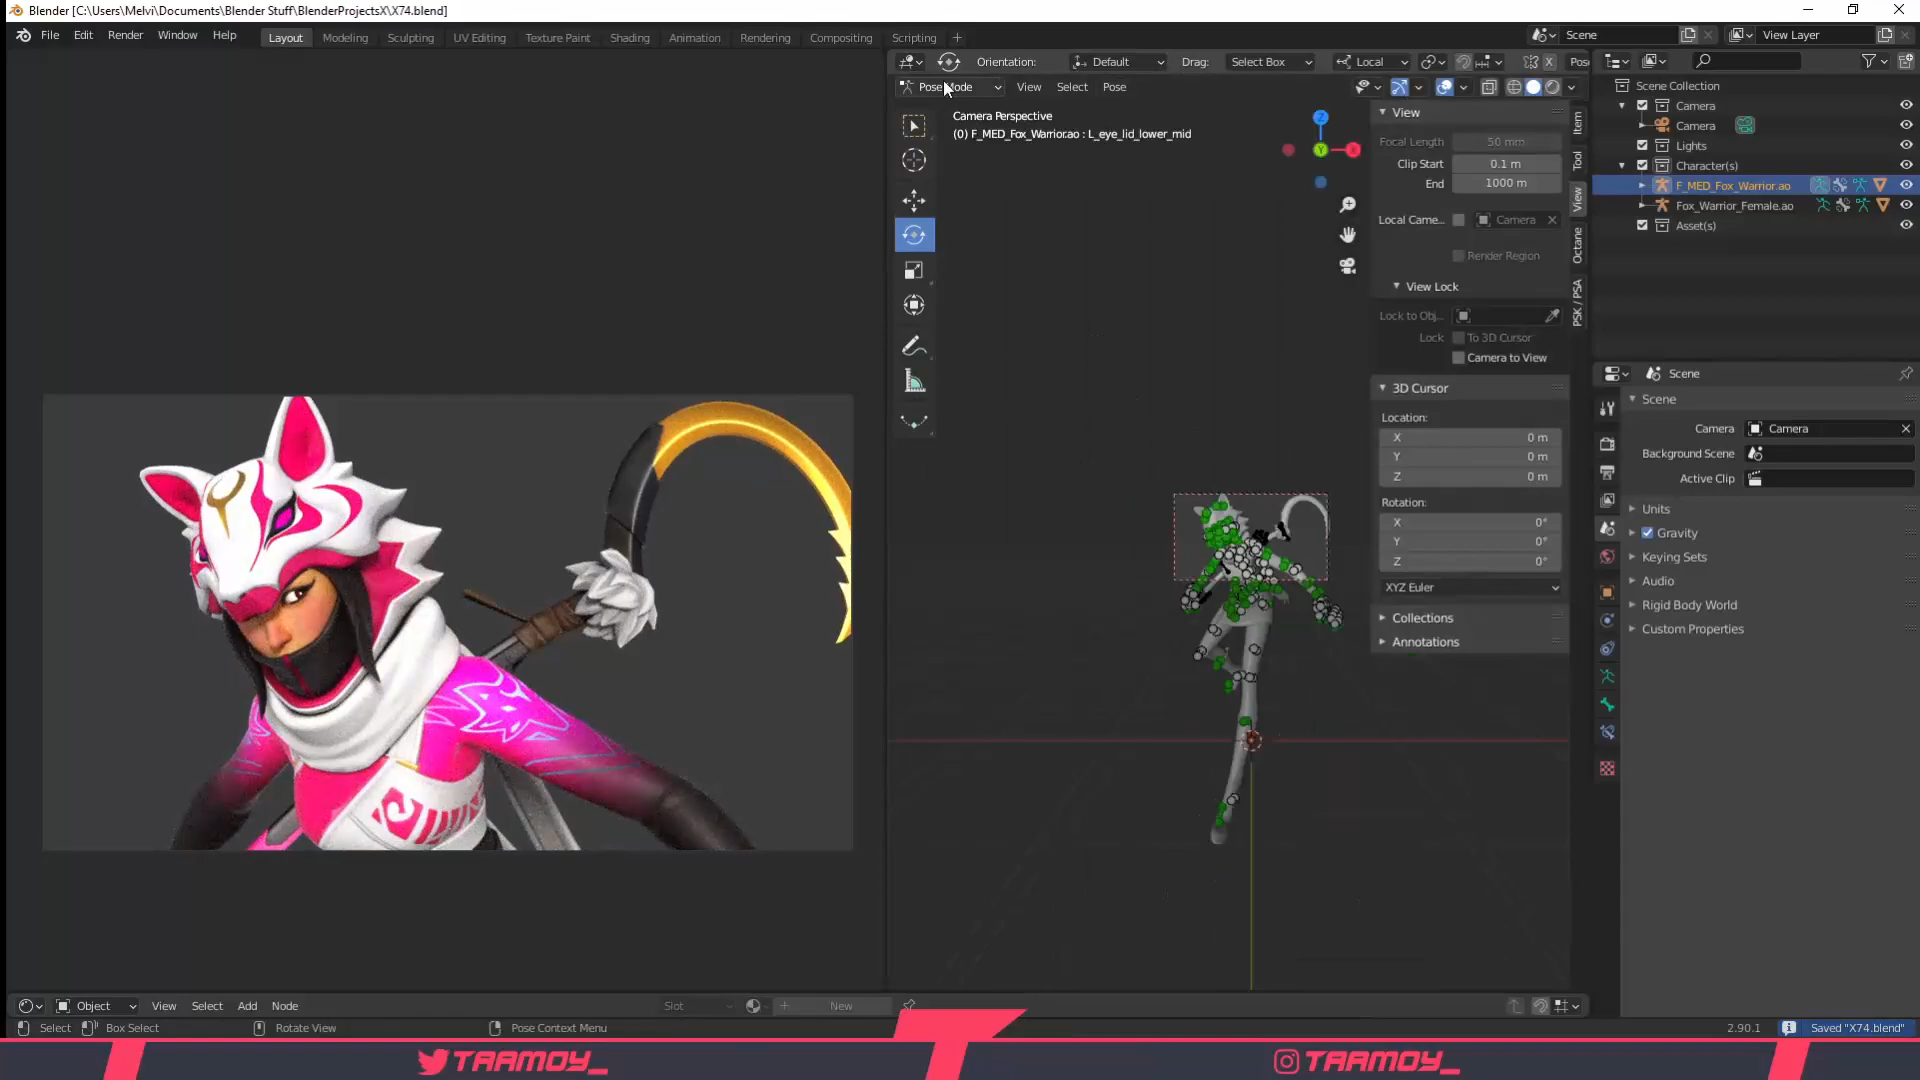 Blender [C:\Users\Melvi\Documents\Blender Stuff\BlenderProjectsX\X74.blend]
File Edit Render Window Help Layout Modeling Sculpting UV Editing Texture Paint Shading Animation Rendering Compositing Scripting + Scene View Layer
Orientation: Default Drag: Select Box Local X Pose
Pose Mode View Select Pose
Camera Perspective
(0) F_MED_Fox_Warrior.ao : L_eye_lid_lower_mid
Z
Y
X
View
Focal Length 50 mm
Clip Start 0.1 m
End 1000 m
Local Came... Camera
Render Region
View Lock
Lock to Obj...
Lock To 3D Cursor
Camera to View
3D Cursor
Location:
X 0 m
Y 0 m
Z 0 m
Rotation:
X 0°
Y 0°
Z 0°
XYZ Euler
Collections
Annotations
Item
Tool
View
Octane
PSK / PSA
Scene Collection
Camera
Camera
Lights
Character(s)
F_MED_Fox_Warrior.ao
Fox_Warrior_Female.ao
Asset(s)
Scene
Scene
Camera Camera
Background Scene
Active Clip
Units
Gravity
Keying Sets
Audio
Rigid Body World
Custom Properties
Object View Select Add Node Slot New
Select Box Select Rotate View Pose Context Menu 2.90.1 Saved "X74.blend"
TAAMOY_ TAAMOY_